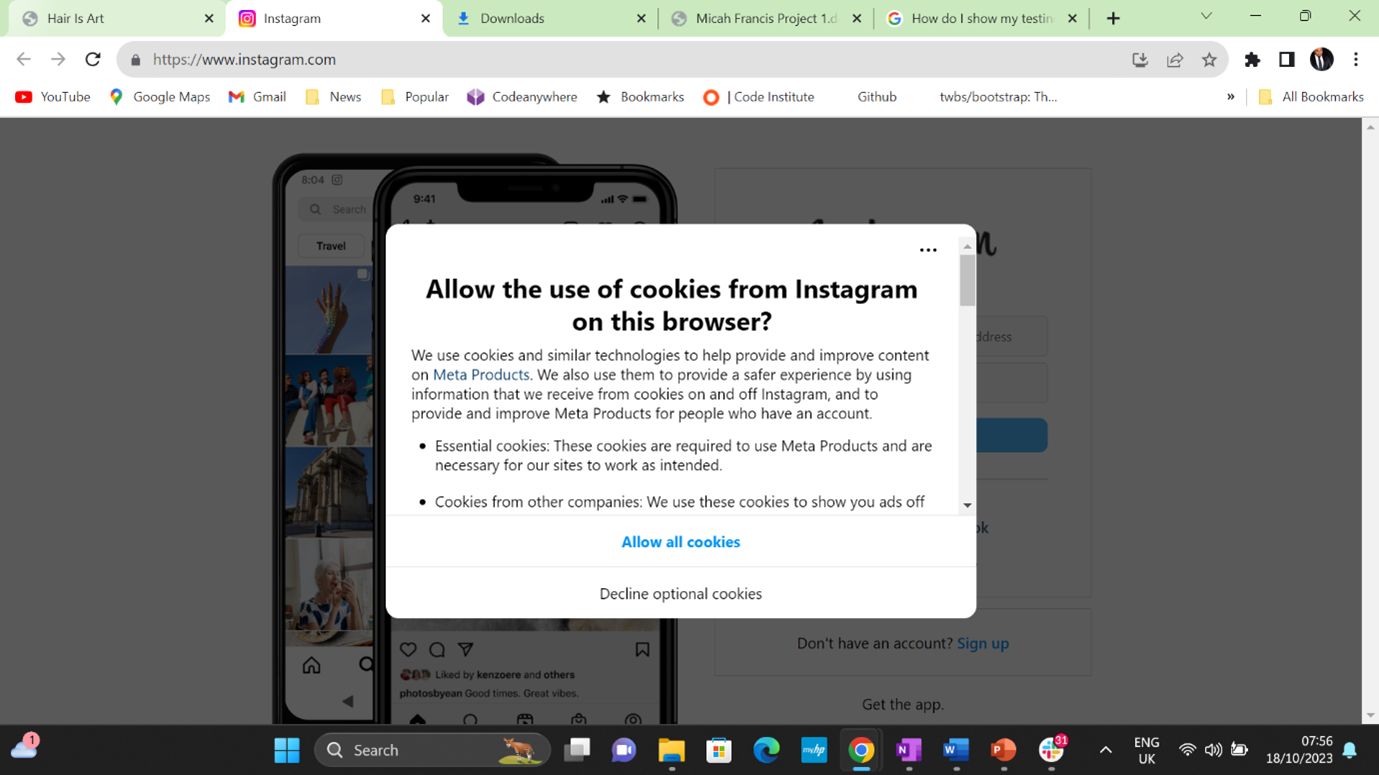 Hair Is Art
Instagram
Downloads
Micah Francis Project 1.d
How do I show my testin
https://www.instagram.com
YouTube
Google Maps
Gmail
News
Popular
Codeanywhere
Bookmarks
| Code Institute
Github
twbs/bootstrap: Th...
»
All Bookmarks
8:04
Search
Travel
9:41
Allow the use of cookies from Instagram
on this browser?
We use cookies and similar technologies to help provide and improve content
on Meta Products. We also use them to provide a safer experience by using
information that we receive from cookies on and off Instagram, and to
provide and improve Meta Products for people who have an account.
• Essential cookies: These cookies are required to use Meta Products and are
necessary for our sites to work as intended.
• Cookies from other companies: We use these cookies to show you ads off
Allow all cookies
Decline optional cookies
Liked by kenzoere and others
photosbyean Good times. Great vibes.
Don't have an account? Sign up
Get the app.
1
Search
myhp
31
ENG
UK
07:56
18/10/2023